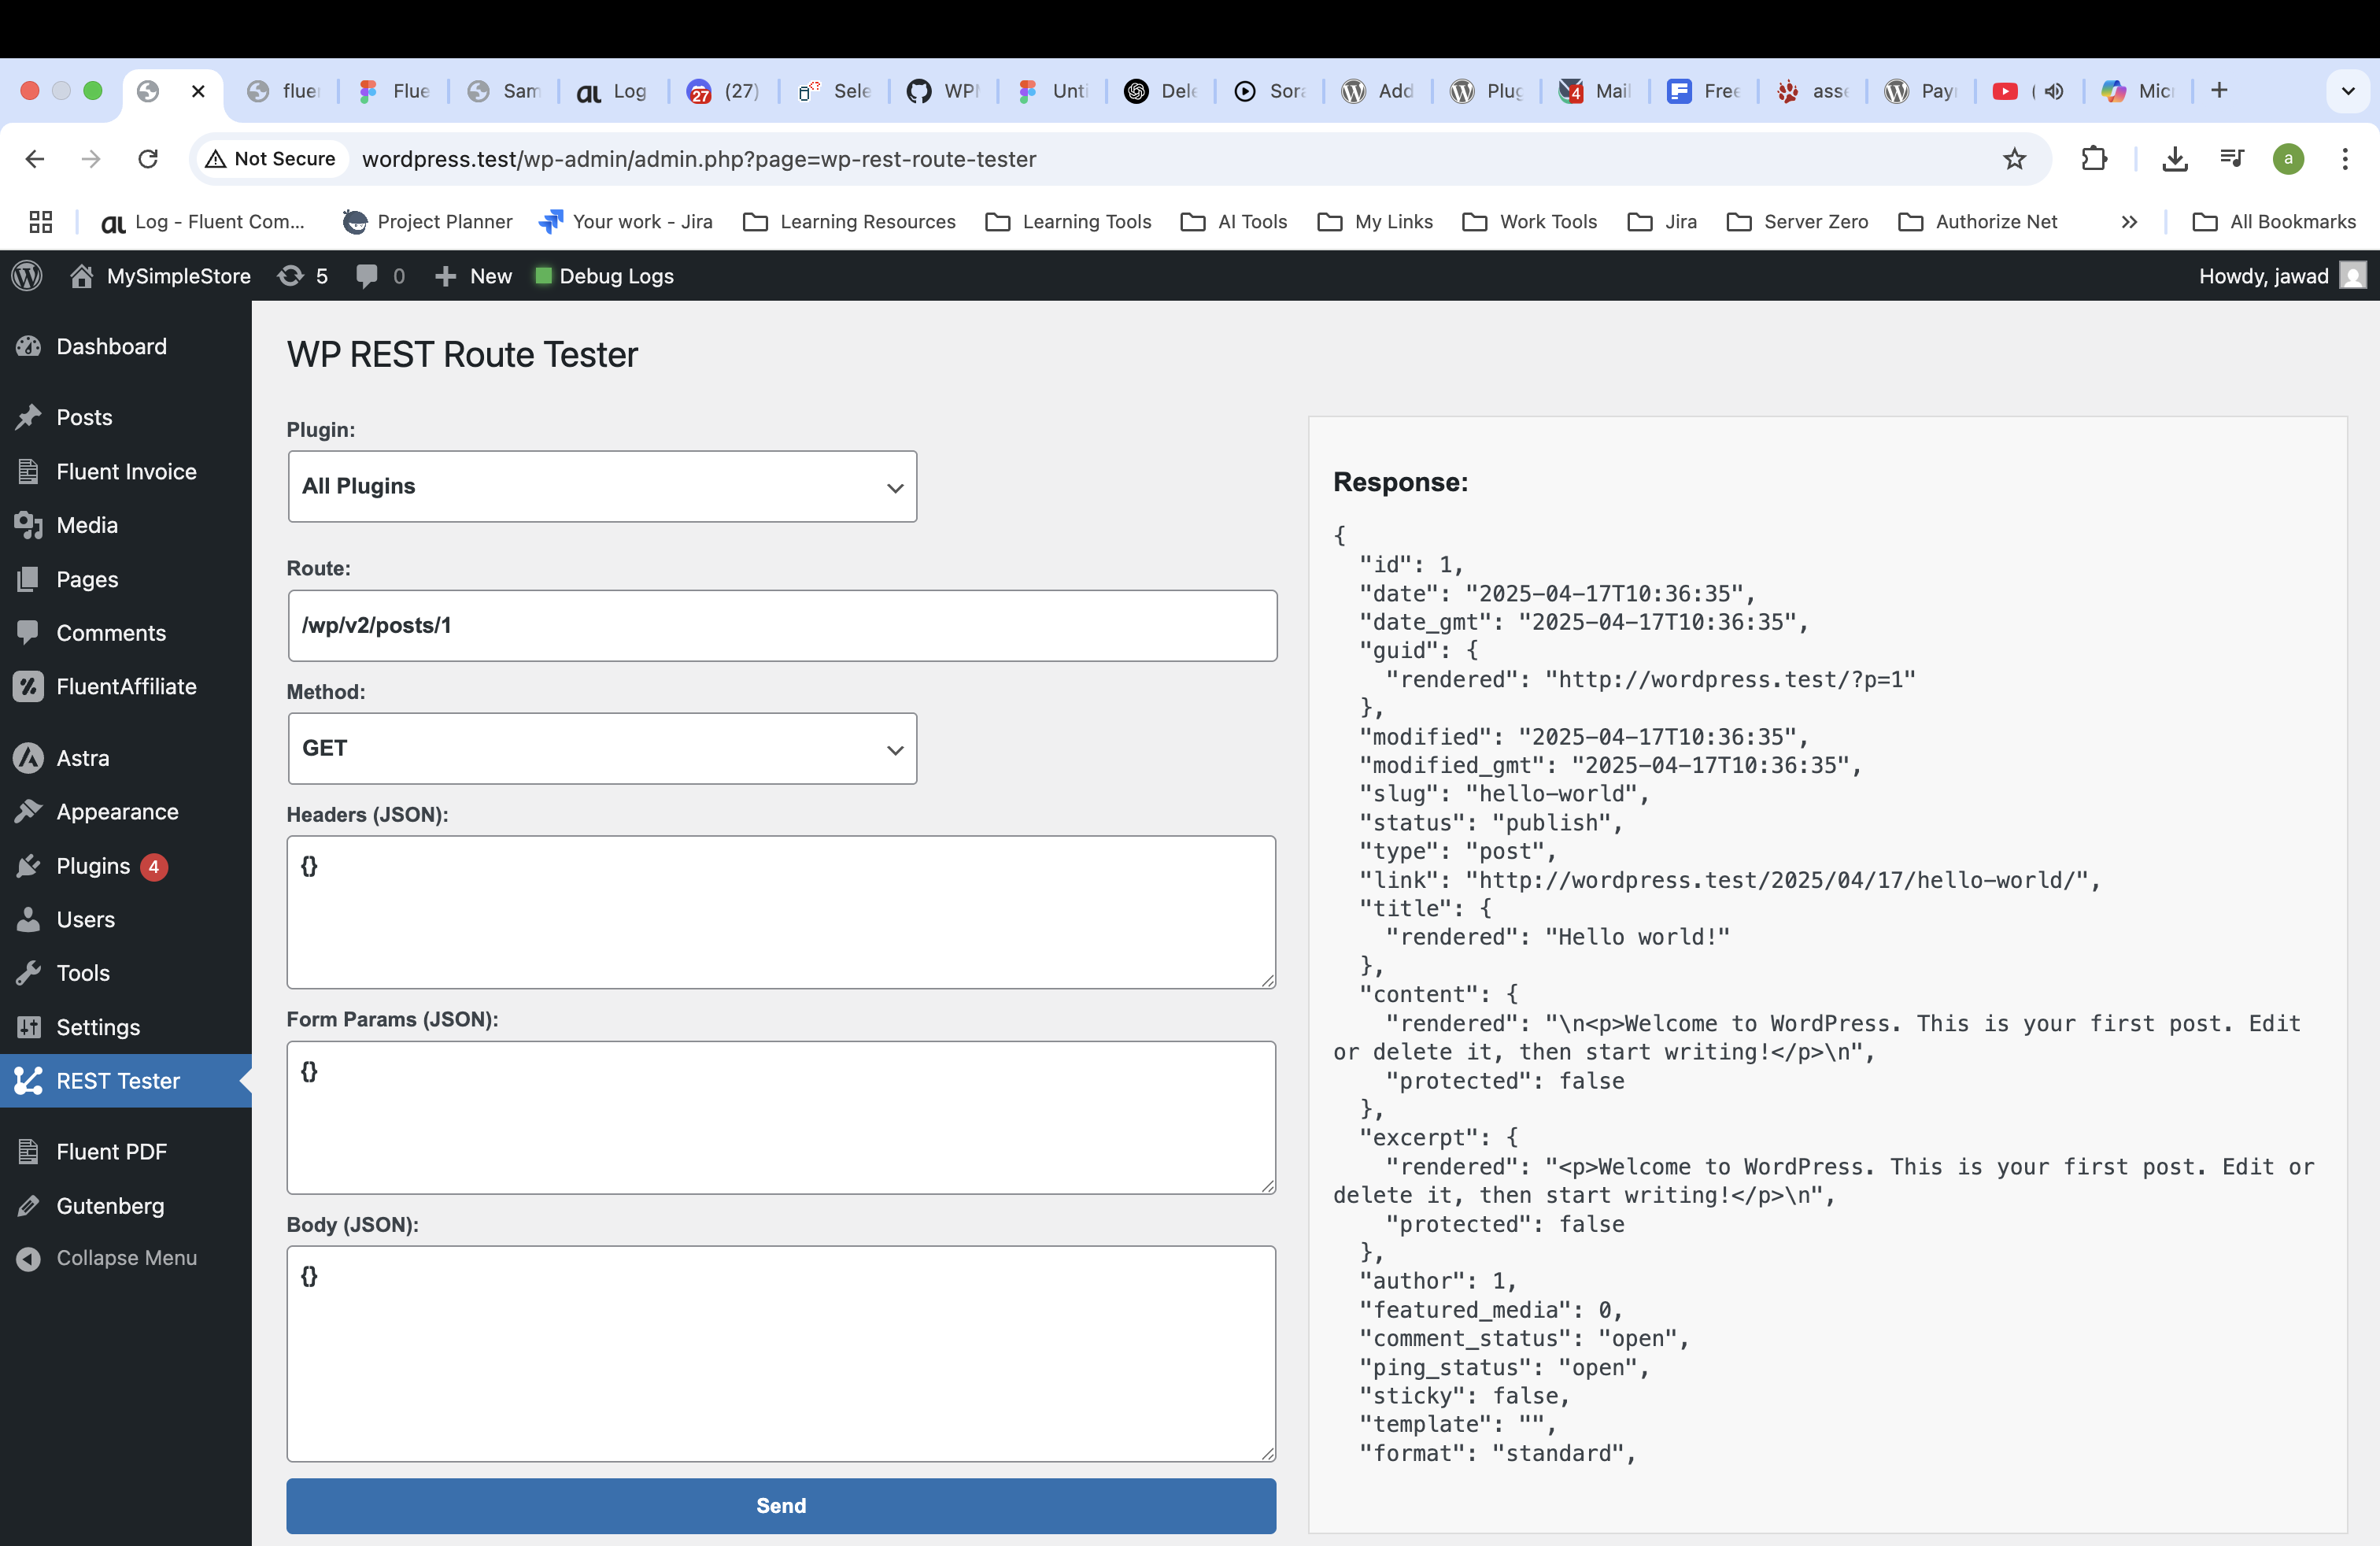 flue
Flue
Sam
Log
27
(27)
Sele
WP
Unti
Dele
Sora
Add
Plug
4
Mail
Free
asse
Pay
(
Mic
Not Secure
wordpress.test/wp-admin/admin.php?page=wp-rest-route-tester
a
Log - Fluent Com...
Project Planner
Your work - Jira
Learning Resources
Learning Tools
AI Tools
My Links
Work Tools
Jira
Server Zero
Authorize Net
All Bookmarks
MySimpleStore
5
0
New
Debug Logs
Howdy, jawad
Dashboard
Posts
Fluent Invoice
Media
Pages
Comments
FluentAffiliate
Astra
Appearance
Plugins 4
Users
Tools
Settings
REST Tester
Fluent PDF
Gutenberg
Collapse Menu
WP REST Route Tester
Plugin:
All Plugins
Route:
/wp/v2/posts/1
Method:
GET
Headers (JSON):
{}
Form Params (JSON):
{}
Body (JSON):
{}
Send
Response:
{
"id": 1,
"date": "2025-04-17T10:36:35",
"date_gmt": "2025-04-17T10:36:35",
"guid": {
"rendered": "http://wordpress.test/?p=1"
},
"modified": "2025-04-17T10:36:35",
"modified_gmt": "2025-04-17T10:36:35",
"slug": "hello-world",
"status": "publish",
"type": "post",
"link": "http://wordpress.test/2025/04/17/hello-world/",
"title": {
"rendered": "Hello world!"
},
"content": {
"rendered": "\n<p>Welcome to WordPress. This is your first post. Edit
or delete it, then start writing!</p>\n",
"protected": false
},
"excerpt": {
"rendered": "<p>Welcome to WordPress. This is your first post. Edit or
delete it, then start writing!</p>\n",
"protected": false
},
"author": 1,
"featured_media": 0,
"comment_status": "open",
"ping_status": "open",
"sticky": false,
"template": "",
"format": "standard",